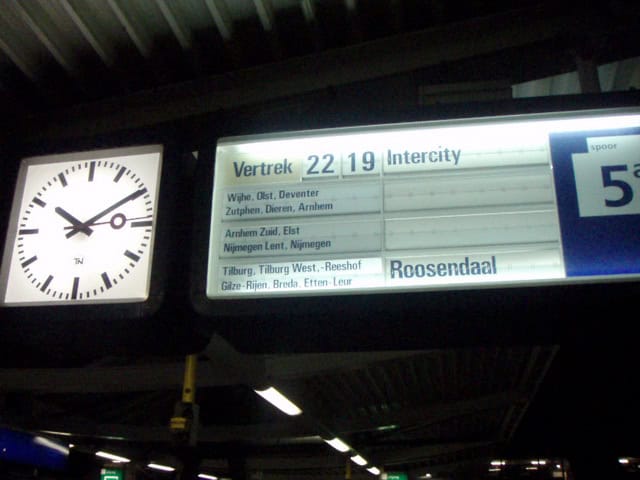 Vertrek 22 19 Intercity
spoor
5a
Wijhe, Olst, Deventer
Zutphen, Dieren, Arnhem
Arnhem Zuid, Elst
Nijmegen Lent, Nijmegen
Tilburg, Tilburg West,-Reeshof
Gilze-Rijen, Breda, Etten-Leur
Roosendaal